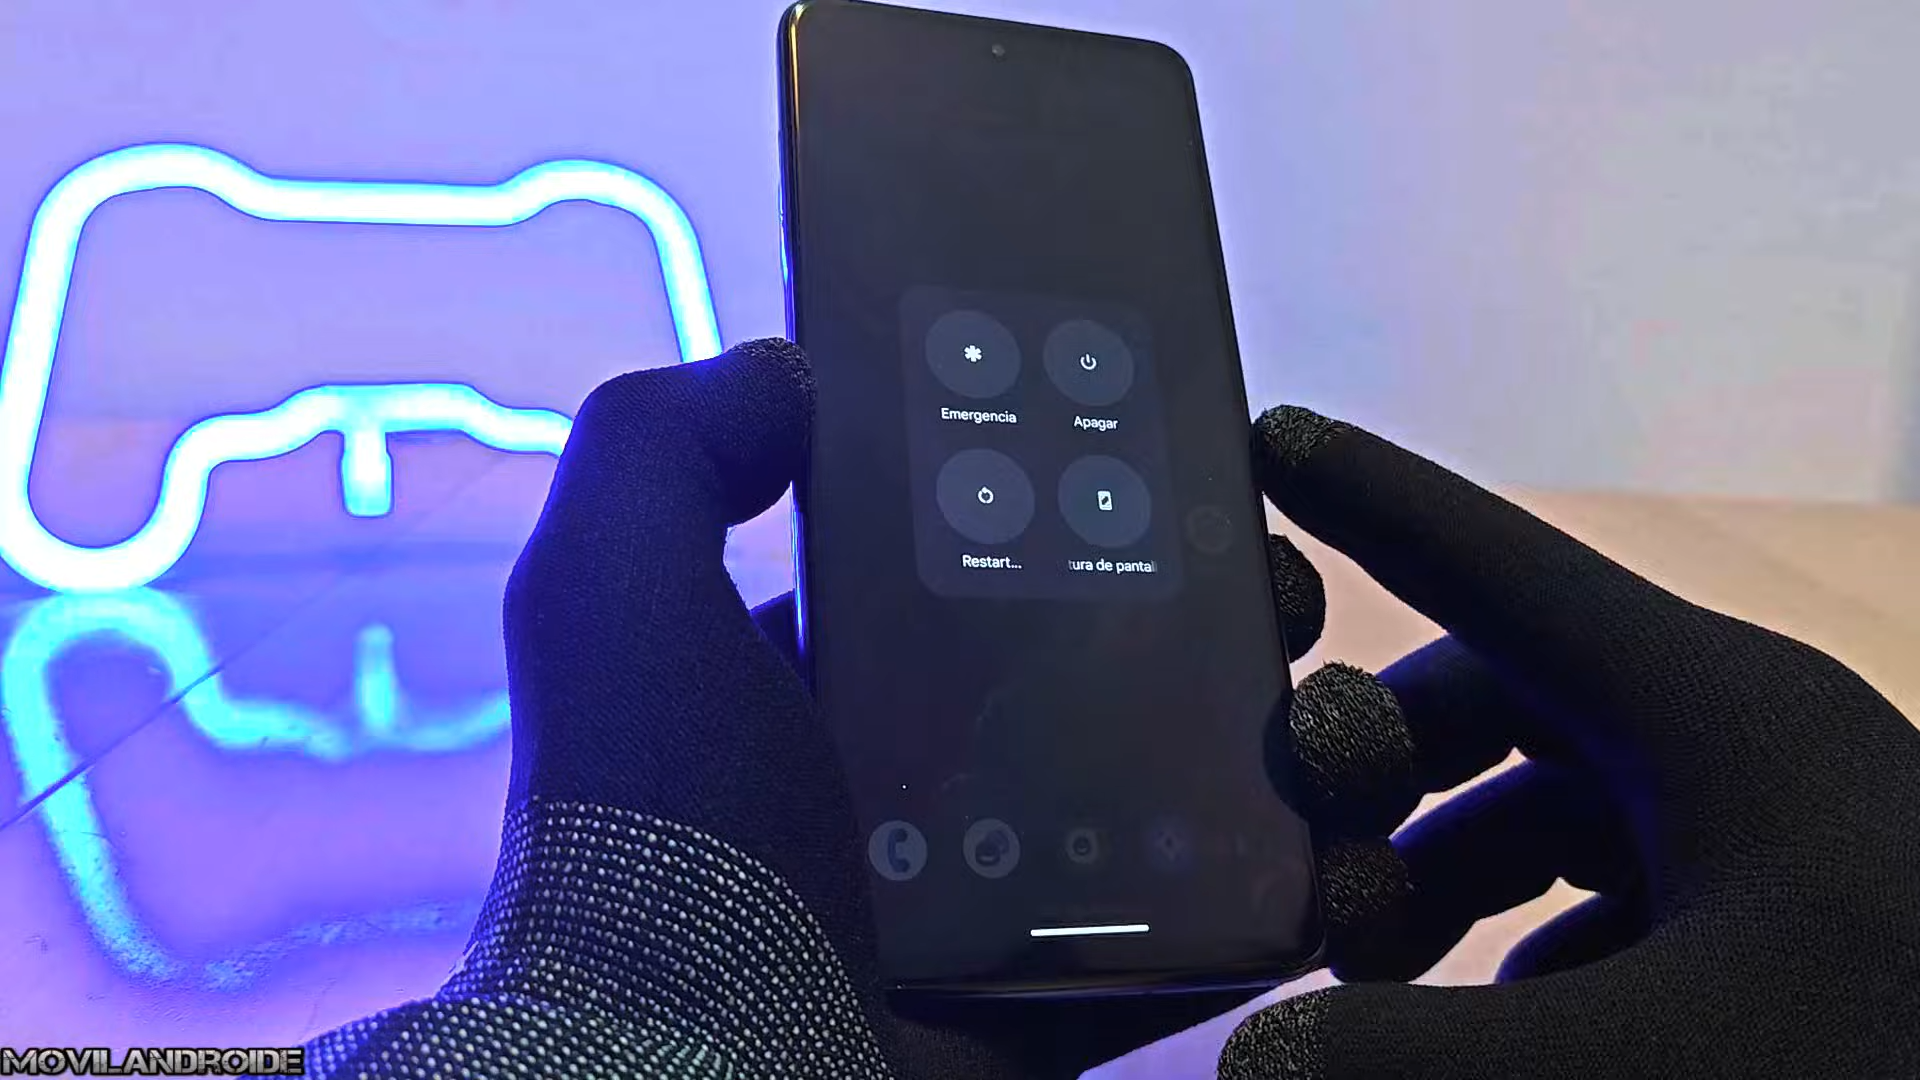 Emergencia
Apagar
Restart...
tura de pantal
MOVILANDROIDE